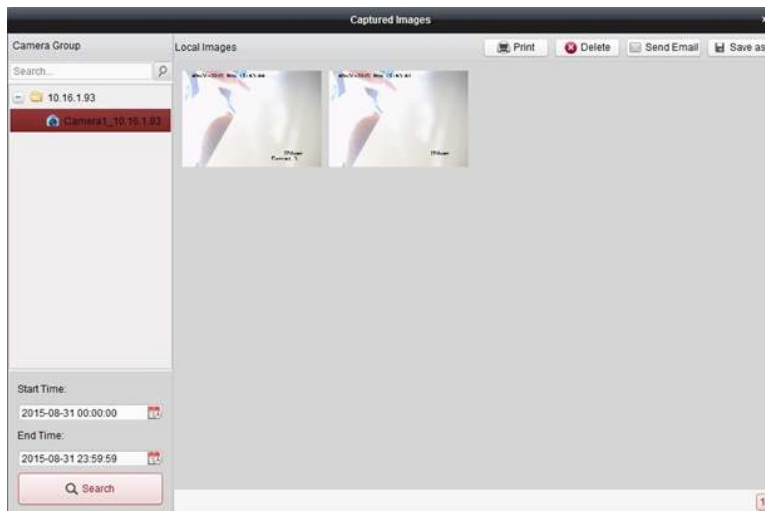 Captured Images
Camera Group
Local Images
Print
Delete
Send Email
Save as
Search...
10.16.1.93
Camera1_10.16.1.93
Start Time:
2015-08-31 00:00:00
End Time:
2015-08-31 23:59:59
Search
1